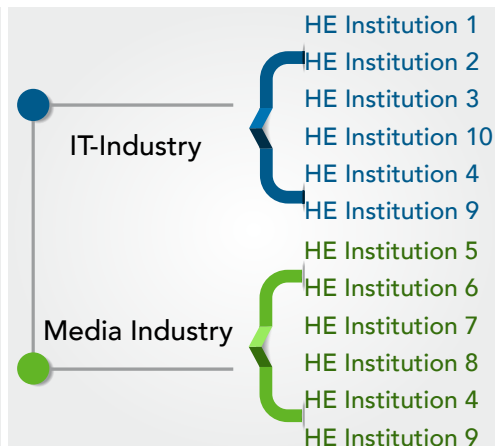 HE Institution 1
HE Institution 2
HE Institution 3
HE Institution 10
HE Institution 4
HE Institution 9
IT-Industry
HE Institution 5
HE Institution 6
HE Institution 7
HE Institution 8
HE Institution 4
HE Institution 9
Media Industry